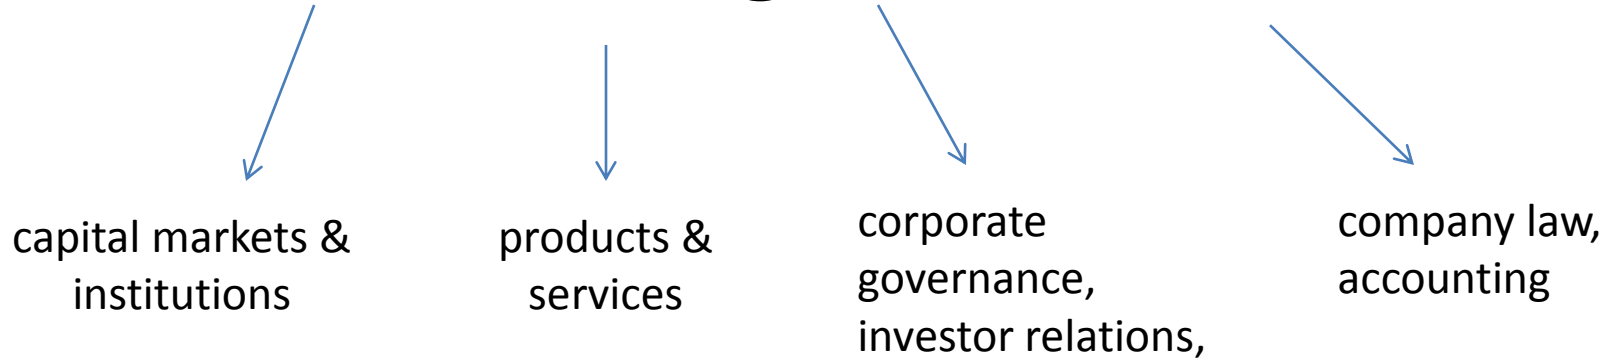 capital markets &
institutions
products &
services
corporate
governance,
investor relations,
company law,
accounting